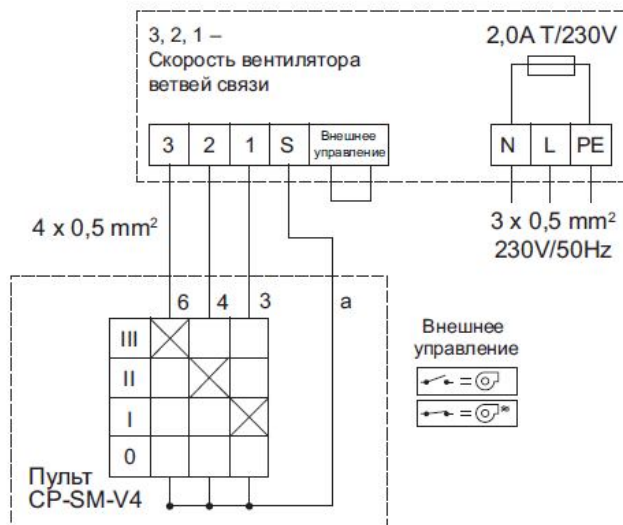 3, 2, 1 –
Скорость вентилятора
ветвей связи
2,0A T/230V
3 2 1 S Внешнее
управление
N L PE
4 x 0,5 mm²
3 x 0,5 mm²
230V/50Hz
6 4 3 a
III
II
I
0
Внешнее
управление
=
=
Пульт
CP-SM-V4